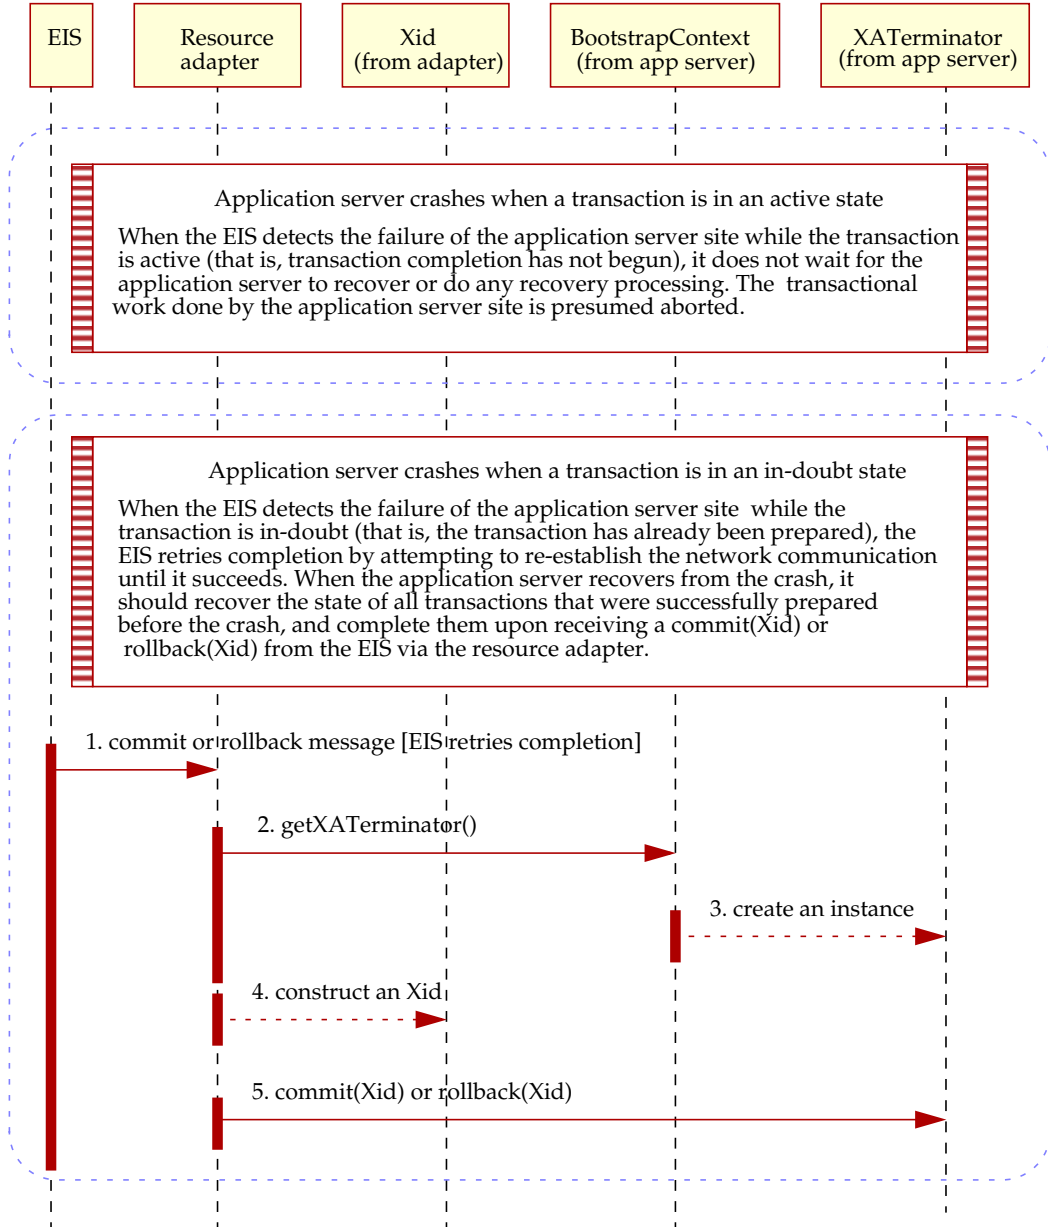 EIS
Resource
adapter
Xid
(from adapter)
BootstrapContext
(from app server)
XATerminator
(from app server)
Application server crashes when a transaction is in an active state
When the EIS detects the failure of the application server site while the transaction
is active (that is, transaction completion has not begun), it does not wait for the
application server to recover or do any recovery processing. The transactional
work done by the application server site is presumed aborted.
Application server crashes when a transaction is in an in-doubt state
When the EIS detects the failure of the application server site while the
transaction is in-doubt (that is, the transaction has already been prepared), the
EIS retries completion by attempting to re-establish the network communication
until it succeeds. When the application server recovers from the crash, it
should recover the state of all transactions that were successfully prepared
before the crash, and complete them upon receiving a commit(Xid) or
rollback(Xid) from the EIS via the resource adapter.
1. commit or rollback message [EIS retries completion]
2. getXATerminator()
3. create an instance
4. construct an Xid
5. commit(Xid) or rollback(Xid)